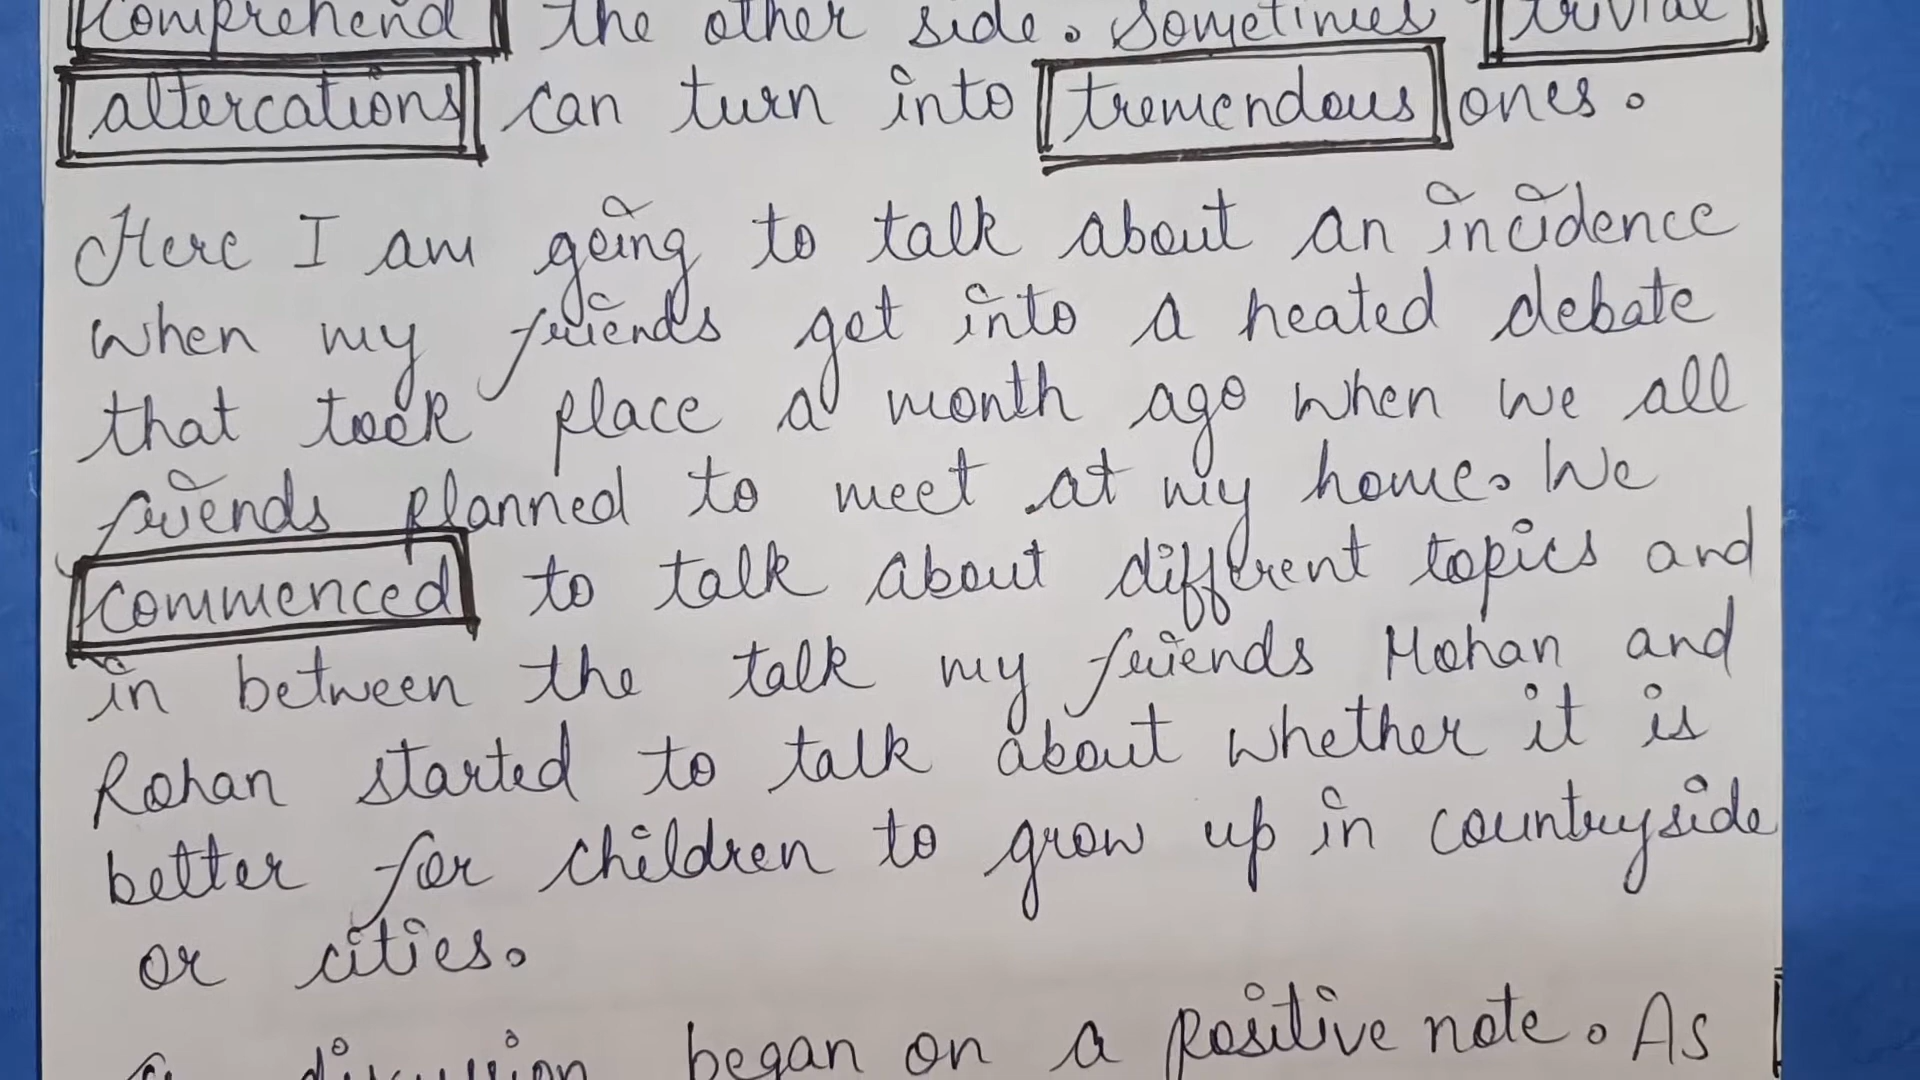 comprehend the other side. Sometimes trivial
altercations can turn into tremendous ones.
Here I am going to talk about an incidence
when my friends get into a heated debate
that took place a month ago when we all
friends planned to meet at my home. We
commenced to talk about different topics and
in between the talk my friends Mohan and
Rohan started to talk about whether it is
better for children to grow up in countryside
or cities.
discussion began on a positive note. As